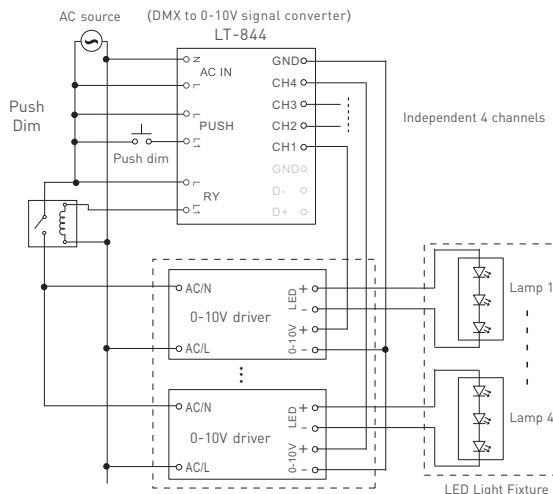 AC source
(DMX to 0-10V signal converter)
LT-844
N
AC IN
L
L
PUSH
L1
L
RY
L1
GND
CH4
CH3
CH2
CH1
GND
D-
D+
Push Dim
Push dim
Independent 4 channels
AC/N
0-10V driver
AC/L
LED + -
0-10V + -
AC/N
0-10V driver
AC/L
LED + -
0-10V + -
Lamp 1
Lamp 4
LED Light Fixture